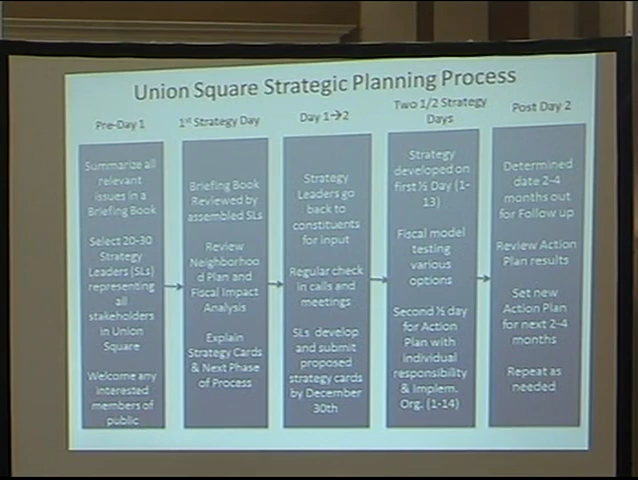 Union Square Strategic Planning Process
Pre-Day 1
Summarize all
relevant
issues in a
Briefing Book
Select 20-30
Strategy
Leaders (SLs)
representing
all
stakeholders
in Union
Square
Welcome any
interested
members of
public
1st Strategy Day
Briefing Book
Reviewed by
assembled SLs
Review
Neighborhoo
d Plan and
Fiscal Impact
Analysis
Explain
Strategy Cards
& Next Phase
of Process
Day 1→2
Strategy
Leaders go
back to
constituents
for input
Regular check
in calls and
meetings
SLs develop
and submit
proposed
strategy cards
by December
30th
Two 1/2 Strategy
Days
Strategy
developed on
first ½ Day (1-
13)
Fiscal model
testing
various
options
Second ½ day
for Action
Plan with
individual
responsibility
& Implem.
Org. (1-14)
Post Day 2
Determined
date 2-4
months out
for Follow up
Review Action
Plan results
Set new
Action Plan
for next 2-4
months
Repeat as
needed